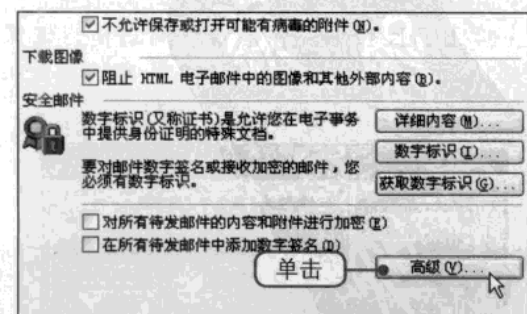 不允许保存或打开可能有病毒的附件(N)。
下载图像
阻止 HTML 电子邮件中的图像和其他外部内容(B)。
安全邮件
数字标识(又称证书)是允许您在电子事务
中提供身份证明的特殊文档。
详细内容(M)...
数字标识(I)...
要对邮件数字签名或接收加密的邮件，您
必须有数字标识。
获取数字标识(G)...
对所有待发邮件的内容和附件进行加密(E)
在所有待发邮件中添加数字签名(D)
单击
高级(V)...